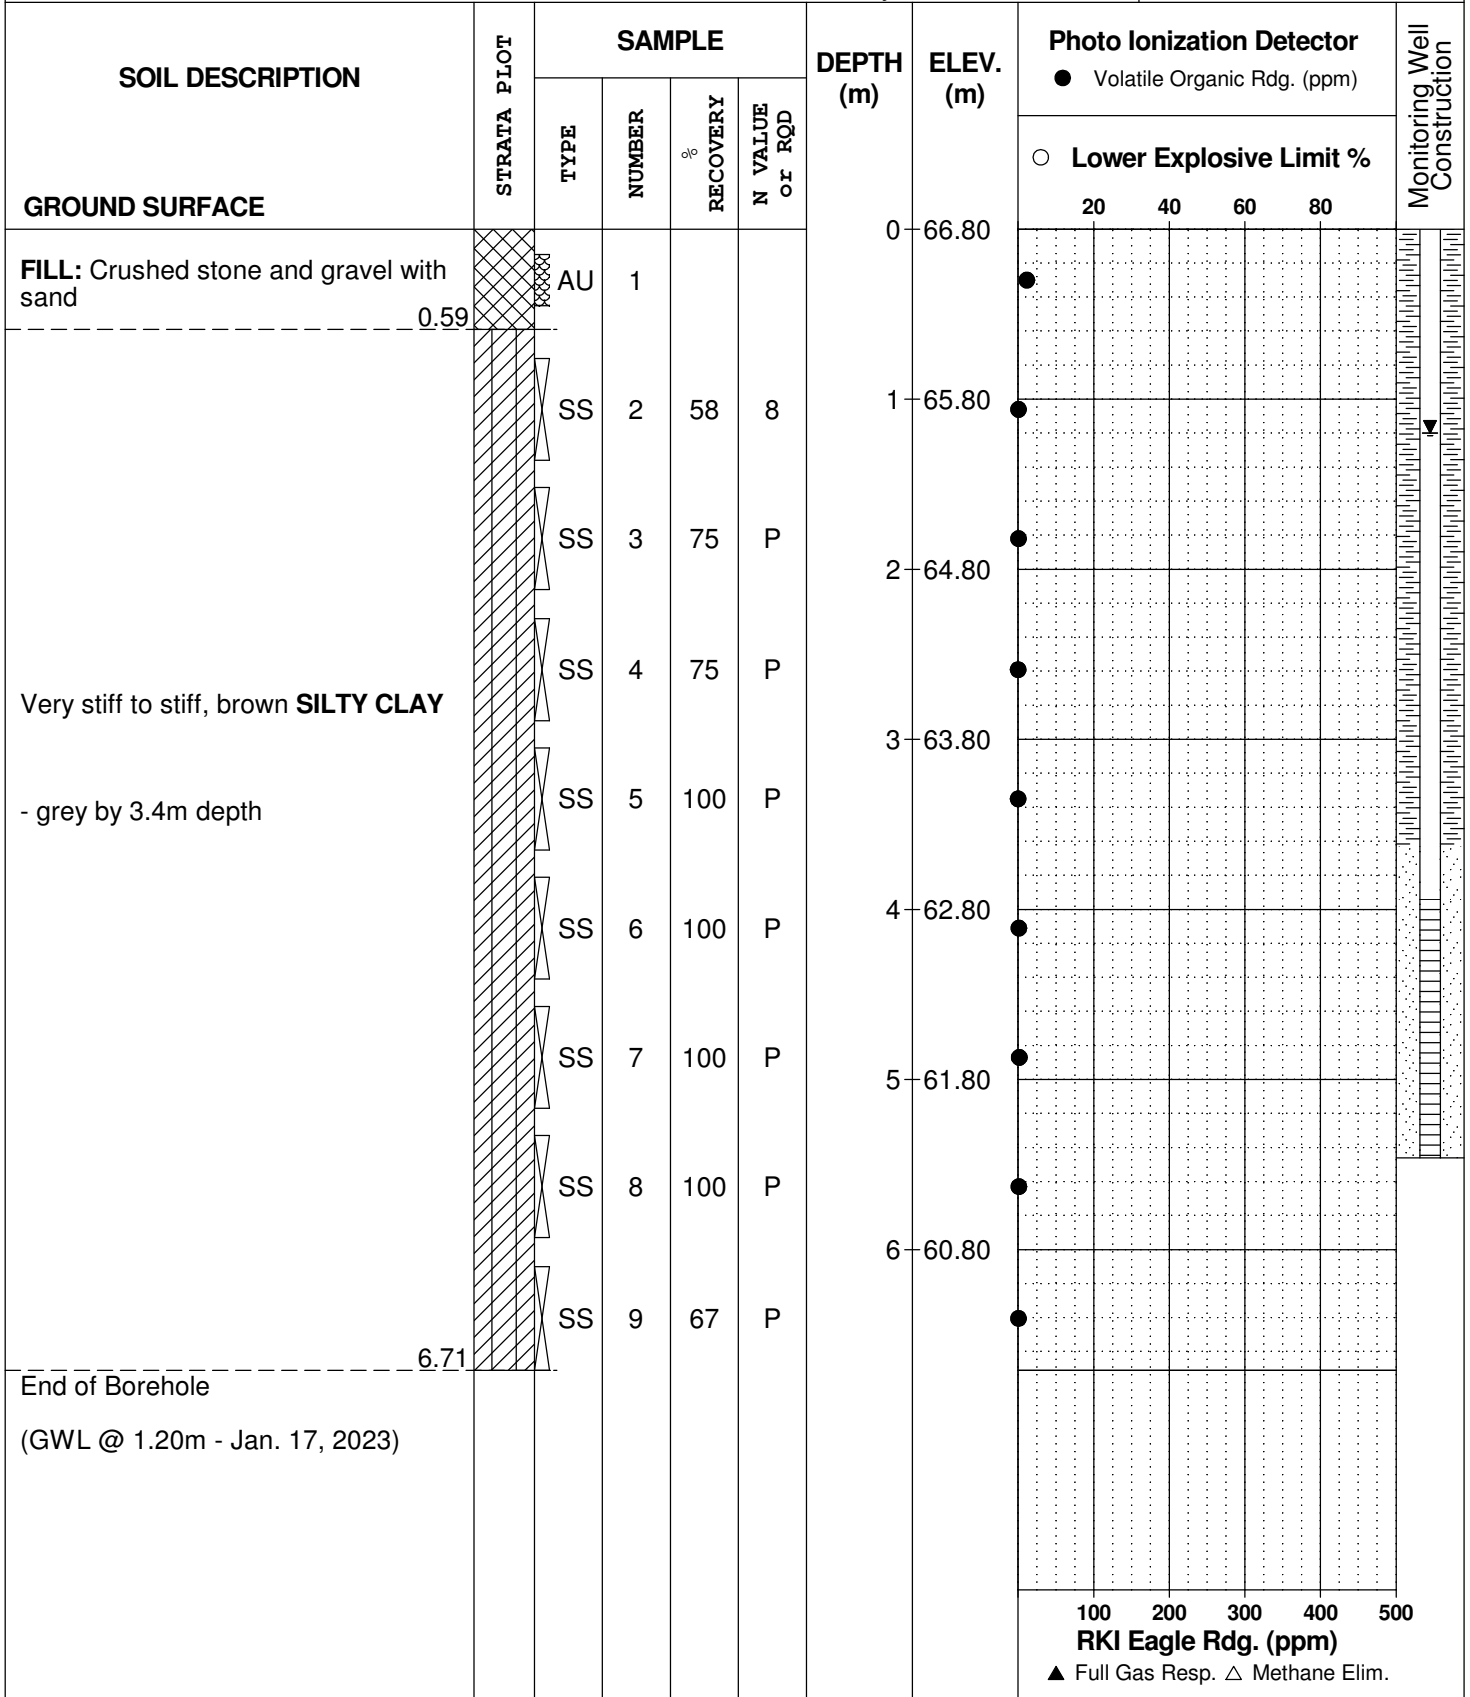 SOIL DESCRIPTION
GROUND SURFACE
STRATA PLOT
SAMPLE
TYPE
NUMBER
%
RECOVERY
N VALUE
or RQD
DEPTH
(m)
ELEV.
(m)
Photo Ionization Detector
● Volatile Organic Rdg. (ppm)
○ Lower Explosive Limit %
20 40 60 80
Monitoring Well
Construction
0 66.80
FILL: Crushed stone and gravel with
sand
0.59
AU 1
SS 2 58 8
1 65.80
SS 3 75 P
2 64.80
SS 4 75 P
Very stiff to stiff, brown SILTY CLAY
3 63.80
SS 5 100 P
- grey by 3.4m depth
4 62.80
SS 6 100 P
SS 7 100 P
5 61.80
SS 8 100 P
6 60.80
SS 9 67 P
6.71
End of Borehole
(GWL @ 1.20m - Jan. 17, 2023)
100 200 300 400 500
RKI Eagle Rdg. (ppm)
▲ Full Gas Resp. △ Methane Elim.